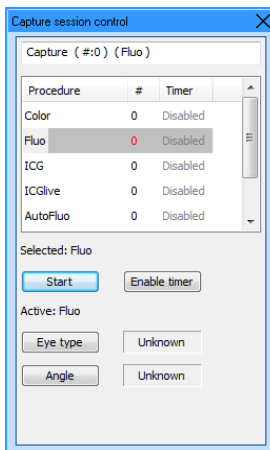 Capture session control
Capture ( #:0 ) ( Fluo )
Procedure # Timer
Color 0 Disabled
Fluo 0 Disabled
ICG 0 Disabled
ICGlive 0 Disabled
AutoFluo 0 Disabled
Selected: Fluo
Start Enable timer
Active: Fluo
Eye type Unknown
Angle Unknown